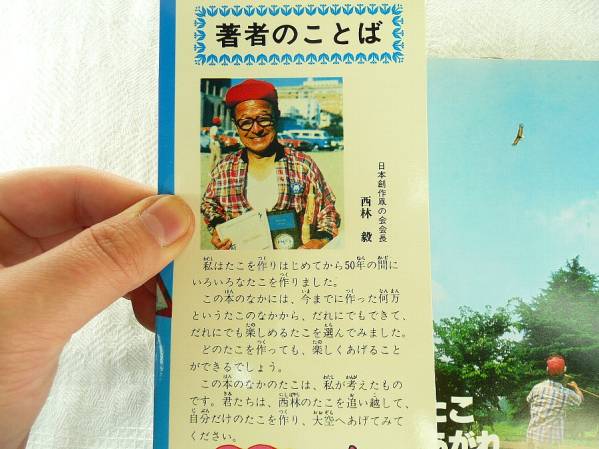 著者のことば
日本創作凧の会会長
西林 毅
私はたこを作りはじめてから50年の間に
いろいろなたこを作りました。
この本のなかには、今までに作った何万
というたこのなかから、だれにでもできて、
だれにでも楽しめるたこを選んでみました。
どのたこを作っても、楽しくあげること
ができるでしょう。
この本のなかのたこは、私が考えたもの
です。君たちは、西林のたこを追い越して、
自分だけのたこを作り、大空へあげてみて
ください。
たこ
あがれ